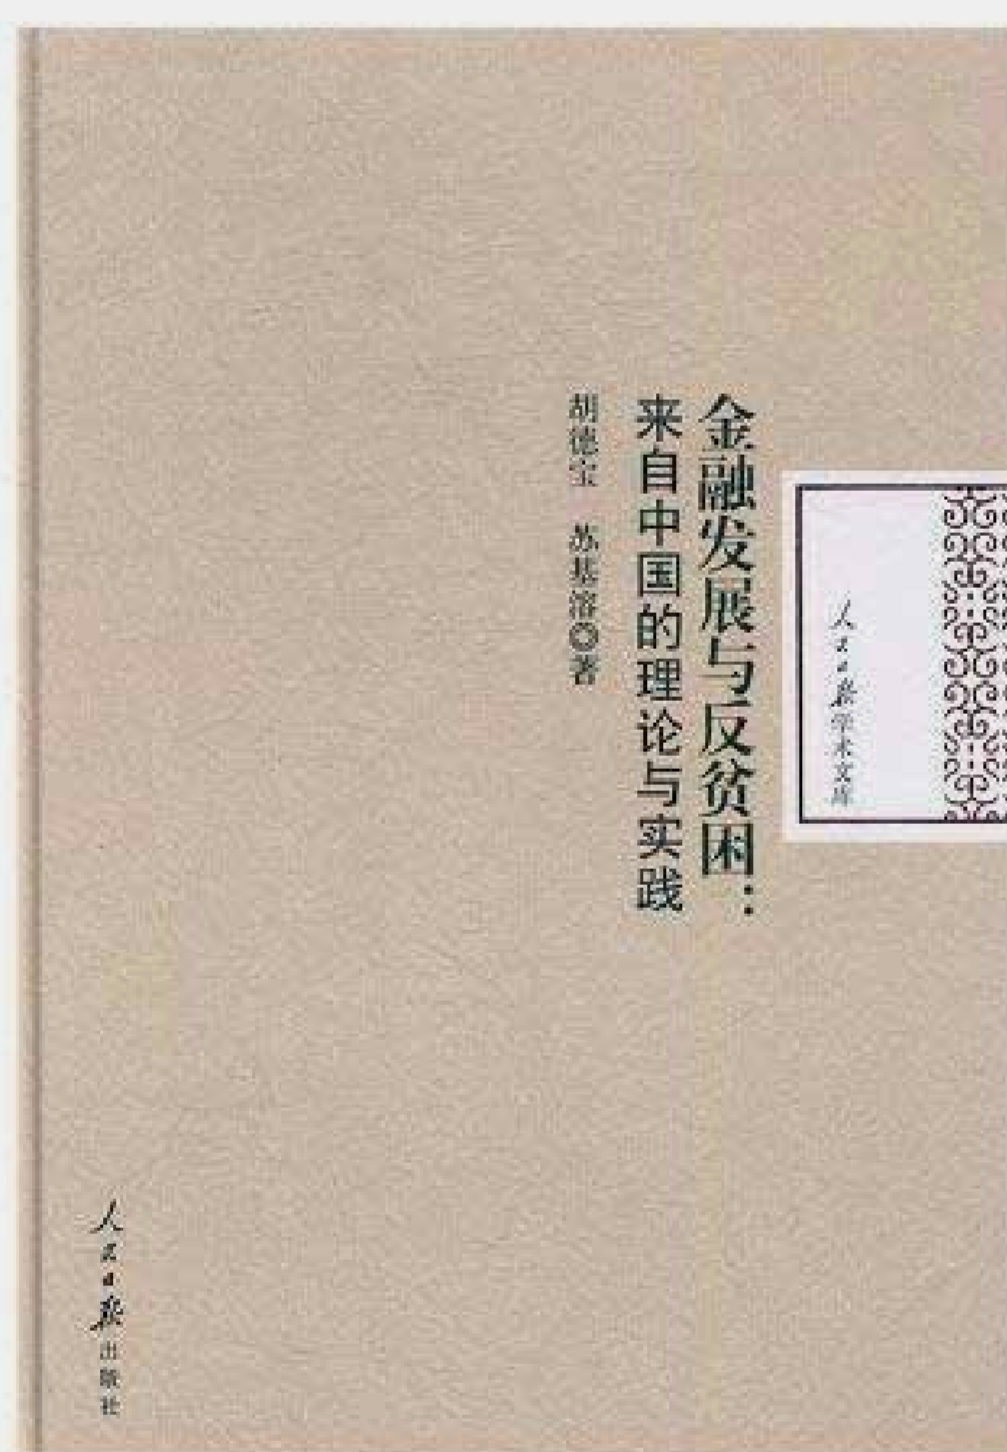 人民日报学术文库
金融发展与反贫困：
来自中国的理论与实践
胡德宝 苏基溶◎著
人民日报出版社